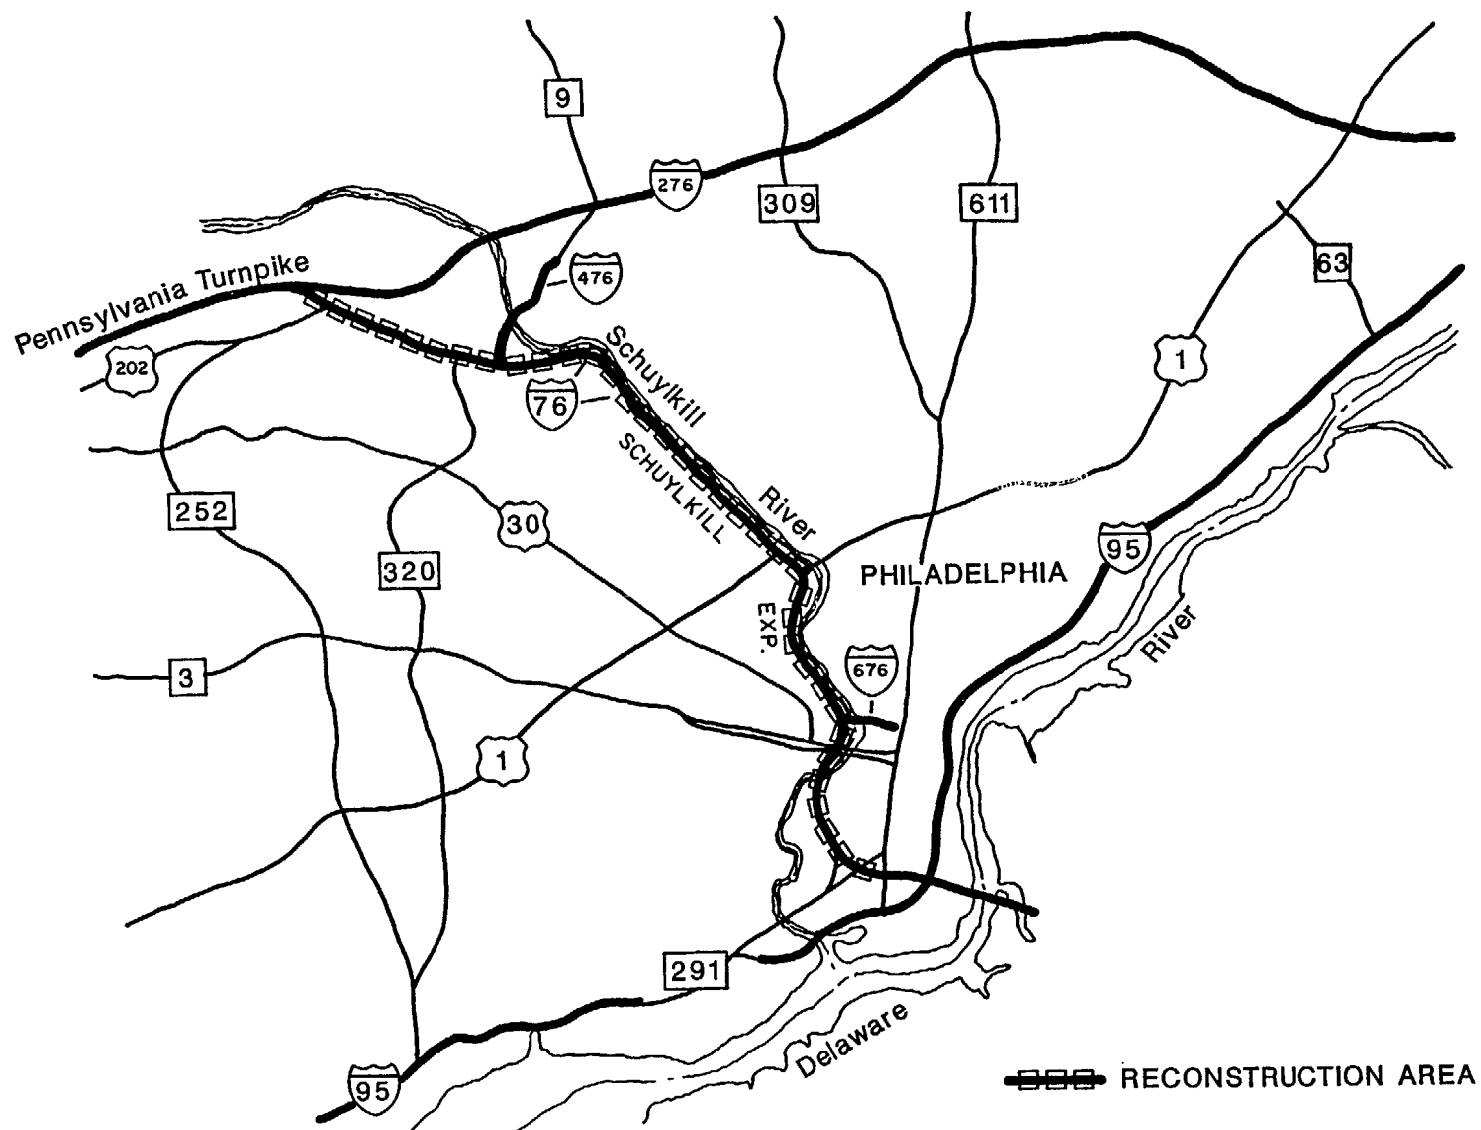 9
276
309
611
Pennsylvania Turnpike
476
63
202
Schuylkill
1
76
SCHUYLKILL
River
252
30
95
320
PHILADELPHIA
EXP.
River
3
676
1
291
Delaware
95
RECONSTRUCTION AREA